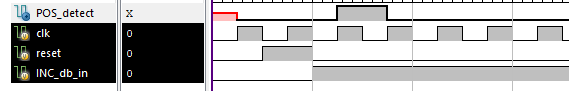 POS_detect X
clk 0
reset 0
INC_db_in 0